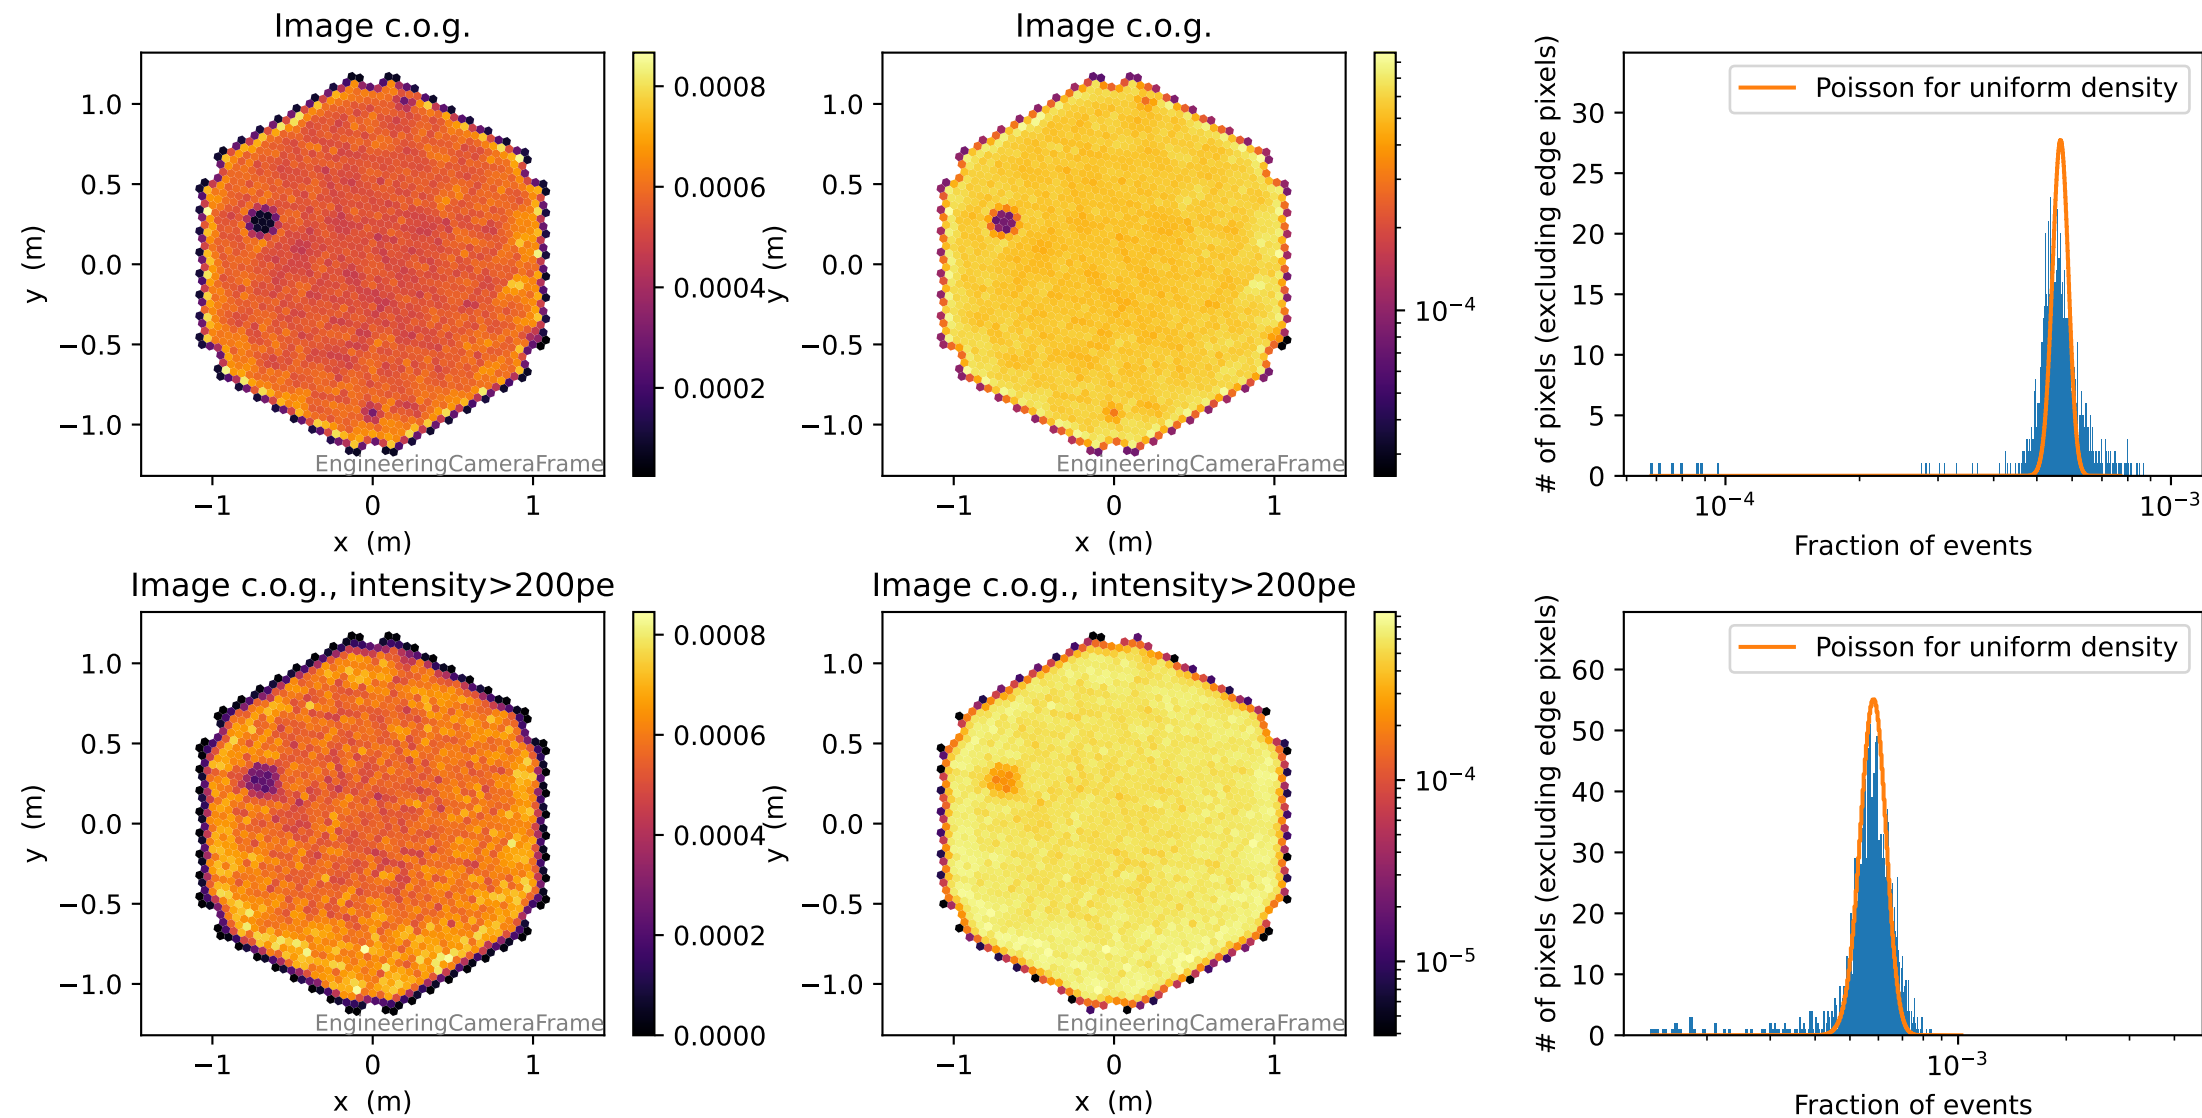 Image c.o.g.
1.0
0.5
0.0
−0.5
−1.0
y (m)
−1
0
1
x (m)
EngineeringCameraFrame
0.0008
0.0006
0.0004
0.0002
Image c.o.g.
1.0
0.5
0.0
−0.5
−1.0
y (m)
−1
0
1
x (m)
EngineeringCameraFrame
10⁻⁴
Poisson for uniform density
30
25
20
15
10
5
0
# of pixels (excluding edge pixels)
10⁻⁴
10⁻³
Fraction of events
Image c.o.g., intensity>200pe
1.0
0.5
0.0
−0.5
−1.0
y (m)
−1
0
1
x (m)
EngineeringCameraFrame
0.0008
0.0006
0.0004
0.0002
0.0000
Image c.o.g., intensity>200pe
1.0
0.5
0.0
−0.5
−1.0
y (m)
−1
0
1
x (m)
EngineeringCameraFrame
10⁻⁴
10⁻⁵
Poisson for uniform density
60
50
40
30
20
10
0
# of pixels (excluding edge pixels)
10⁻³
Fraction of events